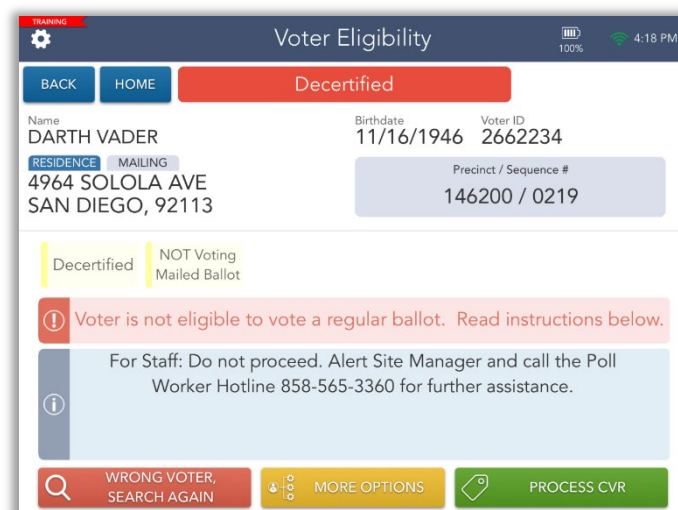 TRAINING
Voter Eligibility
100%
4:18 PM
BACK
HOME
Decertified
Name
DARTH VADER
Birthdate
11/16/1946
Voter ID
2662234
RESIDENCE
MAILING
4964 SOLOLA AVE
SAN DIEGO, 92113
Precinct / Sequence #
146200 / 0219
Decertified
NOT Voting
Mailed Ballot
Voter is not eligible to vote a regular ballot. Read instructions below.
For Staff: Do not proceed. Alert Site Manager and call the Poll
Worker Hotline 858-565-3360 for further assistance.
WRONG VOTER,
SEARCH AGAIN
MORE OPTIONS
PROCESS CVR